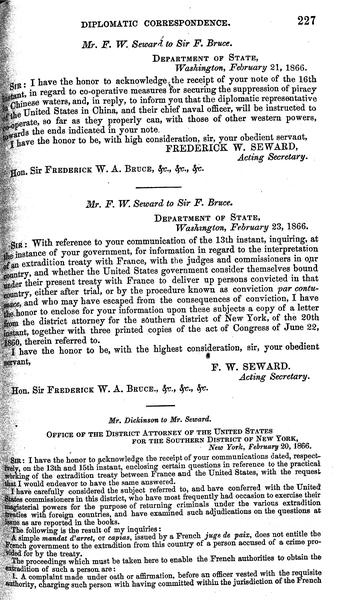 DIPLOMATIC CORRESPONDENCE. 227
Mr. F. W. Seward to Sir F. Bruce.
DEPARTMENT OF STATE,
Washington, February 21, 1866.
SIR: I have the honor to acknowledge the receipt of your note of the 16th
instant, in regard to co-operative measures for securing the suppression of piracy
in Chinese waters, and, in reply, to inform you that the diplomatic representative
of the United States in China, and their chief naval officer, will be instructed to
co-operate, so far as they properly can, with those of other western powers,
towards the ends indicated in your note.
I have the honor to be, with high consideration, sir, your obedient servant,
FREDERICK W. SEWARD,
Acting Secretary.
Hon. Sir FREDERICK W. A. BRUCE, &c., &c., &c.
Mr. F. W. Seward to Sir F. Bruce.
DEPARTMENT OF STATE,
Washington, February 23, 1866.
SIR: With reference to your communication of the 13th instant, inquiring, at
the instance of your government, for information in regard to the interpretation
of an extradition treaty with France, with the judges and commissioners in our
country, and whether the United States government consider themselves bound
under their present treaty with France to deliver up persons convicted in that
country, either after trial, or by the procedure known as conviction par contu-
mace, and who may have escaped from the consequences of conviction, I have
the honor to enclose for your information upon these subjects a copy of a letter
from the district attorney for the southern district of New York, of the 20th
instant, together with three printed copies of the act of Congress of June 22,
1860, therein referred to.
I have the honor to be, with the highest consideration, sir, your obedient
servant,
F. W. SEWARD.
Acting Secretary.
Hon. Sir FREDERICK W. A. BRUCE., &c., &c., &c.
Mr. Dickinson to Mr. Seward.
OFFICE OF THE DISTRICT ATTORNEY OF THE UNITED STATES
FOR THE SOUTHERN DISTRICT OF NEW YORK,
New York, February 20, 1866.
SIR: I have the honor to acknowledge the receipt of your communications dated, respect-
ively, on the 13th and 15th instant, enclosing certain questions in reference to the practical
working of the extradition treaty between France and the United States, with the request
that I would endeavor to have the same answered.
I have carefully considered the subject referred to, and have conferred with the United
States commissioners in this district, who have most frequently had occasion to exercise their
magisterial powers for the purpose of returning criminals under the various extradition
treaties with foreign countries, and have examined such adjudications on the questions at
issue as are reported in the books.
The following is the result of my inquiries:
A simple mandat d'arret, or capias, issued by a French juge de paix, does not entitle the
French government to the extradition from this country of a person accused of a crime pro-
vided for by the treaty.
The proceedings which must be taken here to enable the French authorities to obtain the
extradition of such a person are:
1. A complaint made under oath or affirmation, before an officer vested with the requisite
authority, charging such person with having committed within the jurisdiction of the French